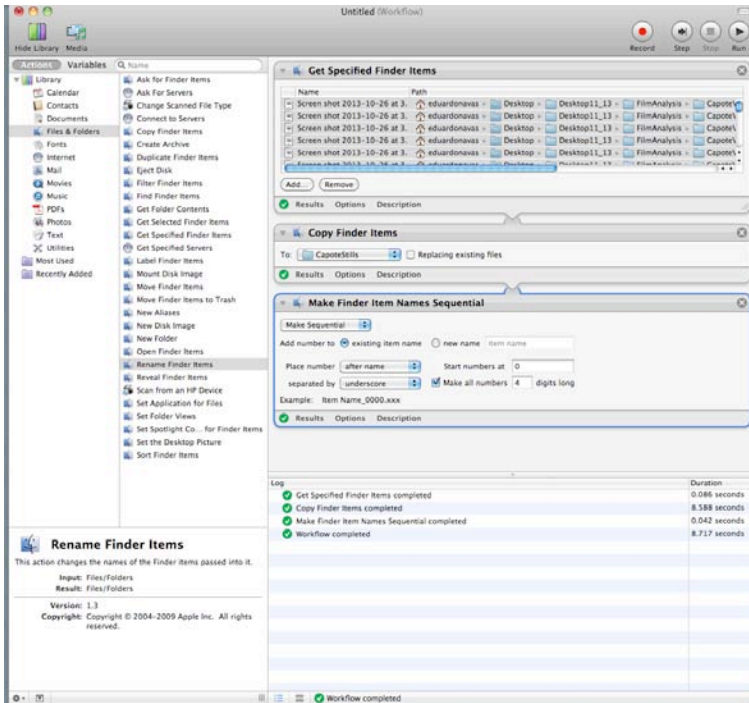 Untitled (Workflow)
Hide Library Media
Record Step Stop Run
Actions Variables Name
Library
Calendar
Contacts
Documents
Files & Folders
Fonts
Internet
Mail
Movies
Music
PDFs
Photos
Text
Utilities
Most Used
Recently Added
Ask for Finder Items
Ask For Servers
Change Scanned File Type
Connect to Servers
Copy Finder Items
Create Archive
Duplicate Finder Items
Eject Disk
Filter Finder Items
Find Finder Items
Get Folder Contents
Get Selected Finder Items
Get Specified Finder Items
Get Specified Servers
Label Finder Items
Mount Disk Image
Move Finder Items
Move Finder Items to Trash
New Aliases
New Disk Image
New Folder
Open Finder Items
Rename Finder Items
Reveal Finder Items
Scan from an HP Device
Set Application for Files
Set Folder Views
Set Spotlight Co... for Finder Items
Set the Desktop Picture
Sort Finder Items
Rename Finder Items
This action changes the names of the Finder items passed into it.
Input: Files/Folders
Result: Files/Folders
Version: 1.3
Copyright: Copyright © 2004-2009 Apple Inc. All rights
reserved.
Get Specified Finder Items
Name Path
Screen shot 2013-10-26 at 3. eduardonavas Desktop Desktop11_13 FilmAnalysis
Screen shot 2013-10-26 at 3. eduardonavas Desktop Desktop11_13 FilmAnalysis Capote\
Screen shot 2013-10-26 at 3. eduardonavas Desktop Desktop11_13 FilmAnalysis Capote\
Screen shot 2013-10-26 at 3. eduardonavas Desktop Desktop11_13 FilmAnalysis Capote\
Add... Remove
Results Options Description
Copy Finder Items
To: CapoteStills Replacing existing files
Results Options Description
Make Finder Item Names Sequential
Make Sequential
Add number to existing item name new name item name
Place number after name Start numbers at 0
separated by underscore Make all numbers 4 digits long
Example: Item Name_0000.xxx
Results Options Description
Log Duration
Get Specified Finder Items completed 0.086 seconds
Copy Finder Items completed 8.588 seconds
Make Finder Item Names Sequential completed 0.042 seconds
Workflow completed 8.717 seconds
Workflow completed